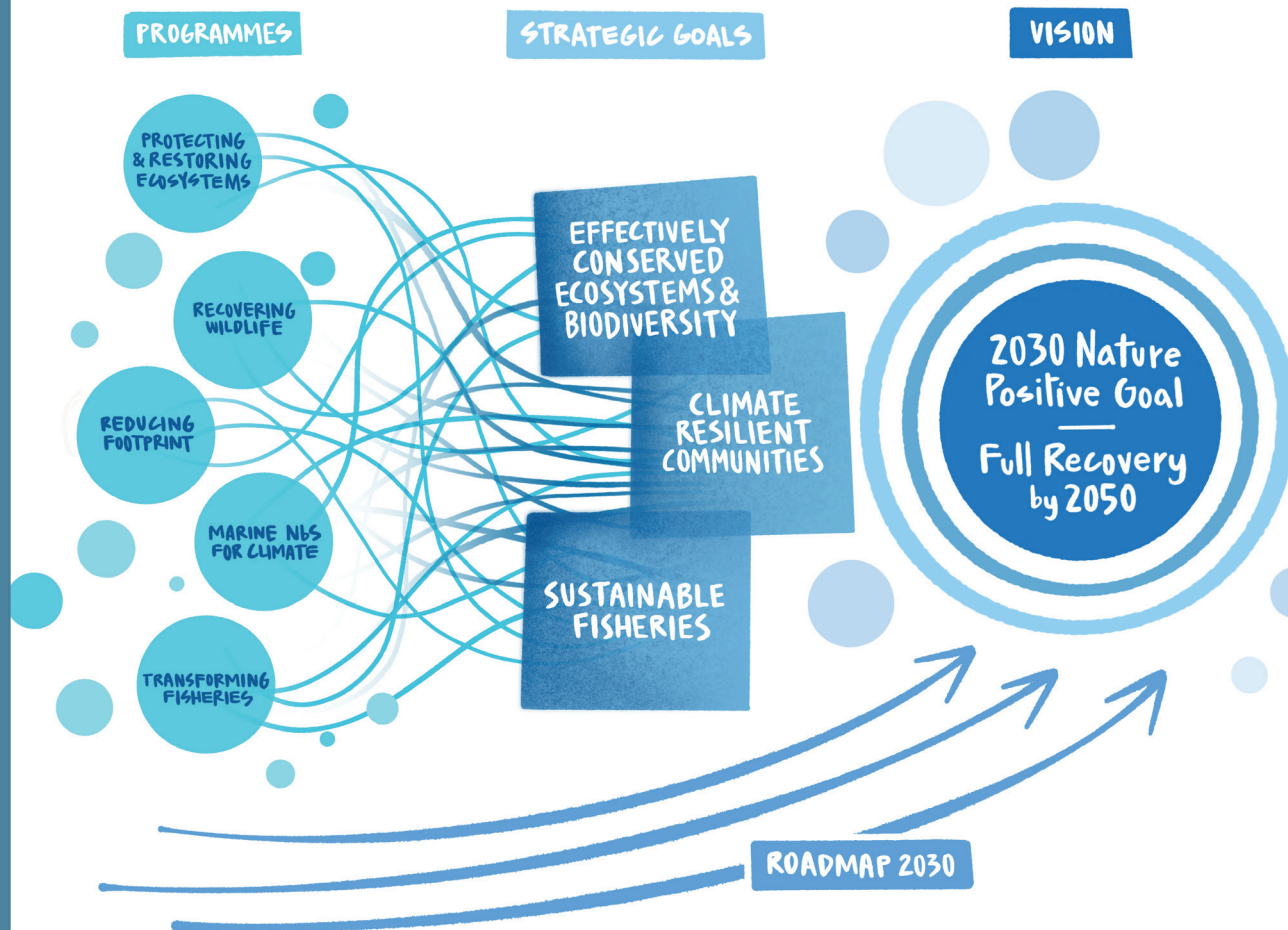 PROGRAMMES
STRATEGIC GOALS
VISION
PROTECTING
& RESTORING
ECOSYSTEMS
RECOVERING
WILDLIFE
REDUCING
FOOTPRINT
MARINE NbS
FOR CLIMATE
TRANSFORMING
FISHERIES
EFFECTIVELY
CONSERVED
ECOSYSTEMS &
BIODIVERSITY
CLIMATE
RESILIENT
COMMUNITIES
SUSTAINABLE
FISHERIES
2030 Nature
Positive Goal
Full Recovery
by 2050
ROADMAP 2030